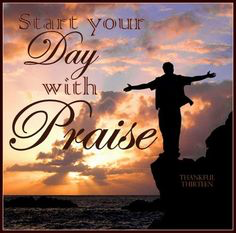 Start your
Day
with
Praise
THANKFUL
THIRTEEN